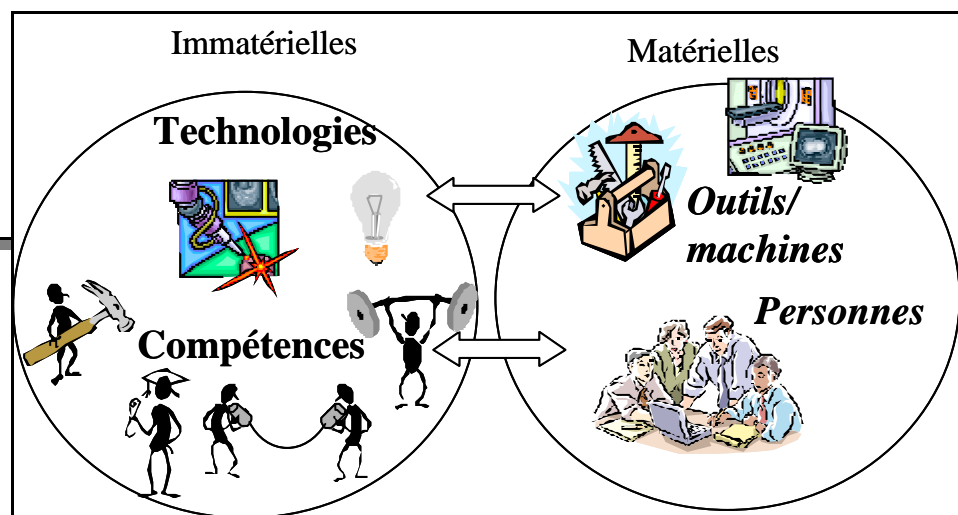 Immatérielles
Matérielles
Technologies
Outils/
machines
Personnes
Compétences